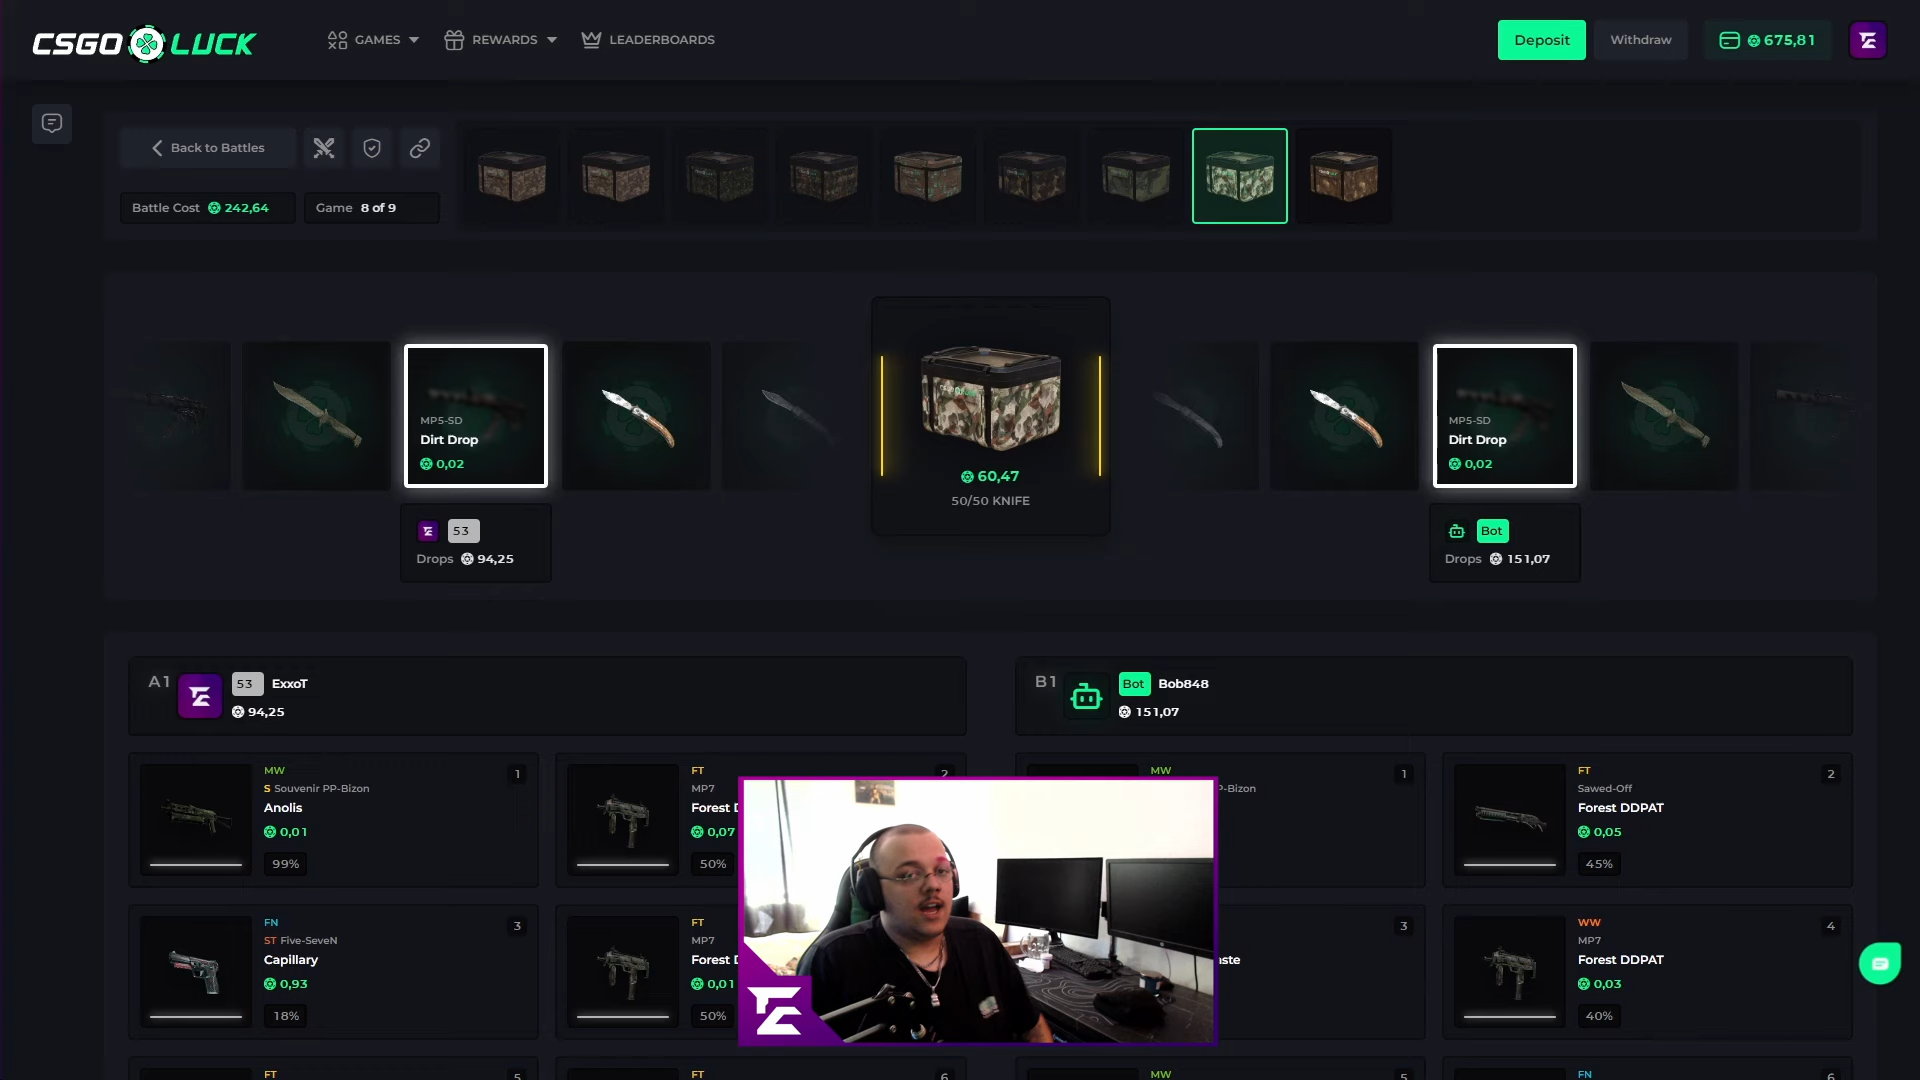 CSGO LUCK
GAMES
REWARDS
LEADERBOARDS
Deposit
Withdraw
675,81
Back to Battles
Battle Cost 242,64
Game 8 of 9
MP5-SD
Dirt Drop
0,02
53
Drops 94,25
60,47
50/50 KNIFE
MP5-SD
Dirt Drop
0,02
Bot
Drops 151,07
A1
53 ExxoT
94,25
B1
Bot Bob848
151,07
MW
1
S Souvenir PP-Bizon
Anolis
0,01
99%
FT
2
MP7
Forest D
0,07
50%
MW
1
P-Bizon
FT
2
Sawed-Off
Forest DDPAT
0,05
45%
FN
3
ST Five-SeveN
Capillary
0,93
18%
FT
MP7
Forest D
0,01
50%
3
ste
WW
4
MP7
Forest DDPAT
0,03
40%
FT
5
FT
6
MW
5
FN
6